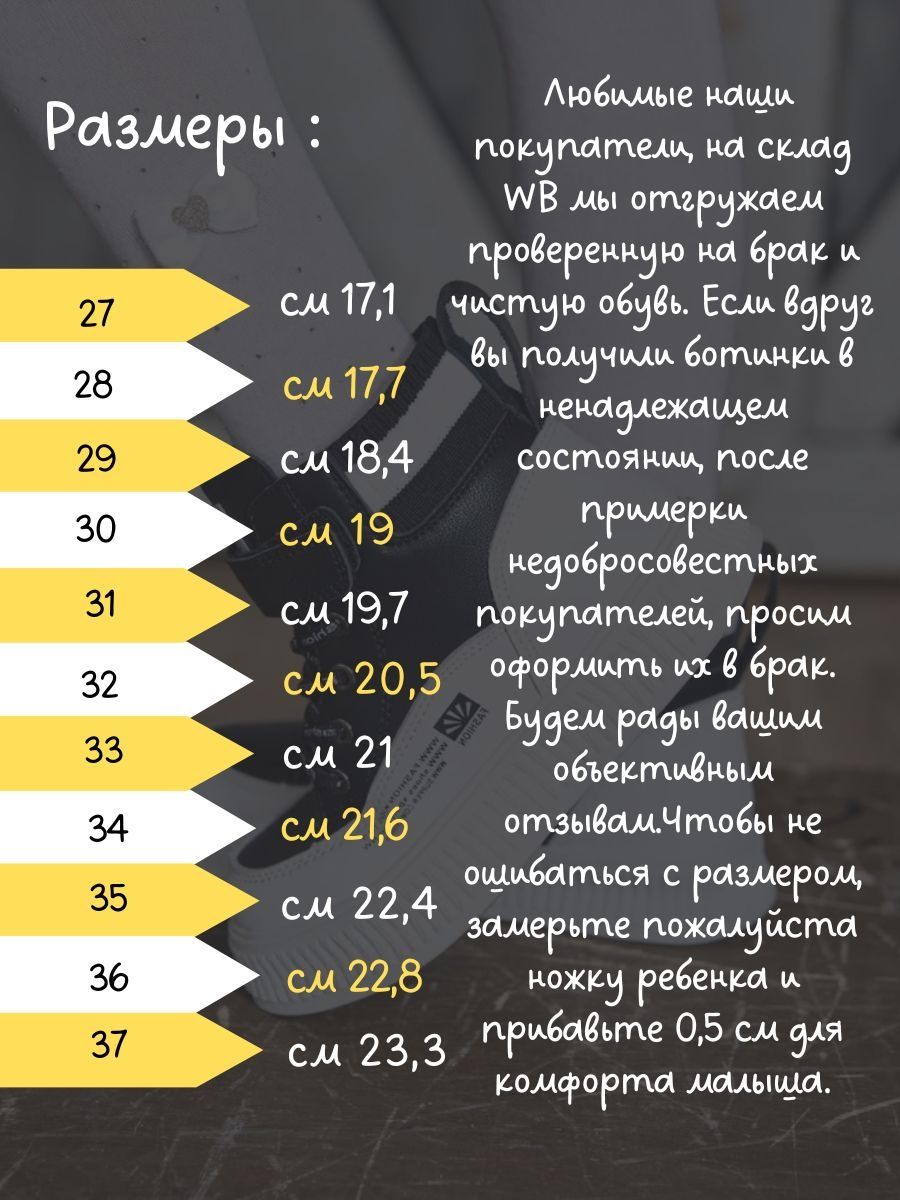 Размеры :
27
см 17,1
28
см 17,7
29
см 18,4
30
см 19
31
см 19,7
32
см 20,5
33
см 21
34
см 21,6
35
см 22,4
36
см 22,8
37
см 23,3
Любимые наши
покупатели, на склад
WB мы отгружаем
проверенную на брак и
чистую обувь. Если вдруг
вы получили ботинки в
ненадлежащем
состоянии, после
примерки
недобросовестных
покупателей, просим
оформить их в брак.
Будем рады вашим
объективным
отзывам.Чтобы не
ошибаться с размером,
замерьте пожалуйста
ножку ребенка и
прибавьте 0,5 см для
комфорта малыша.
FASHION